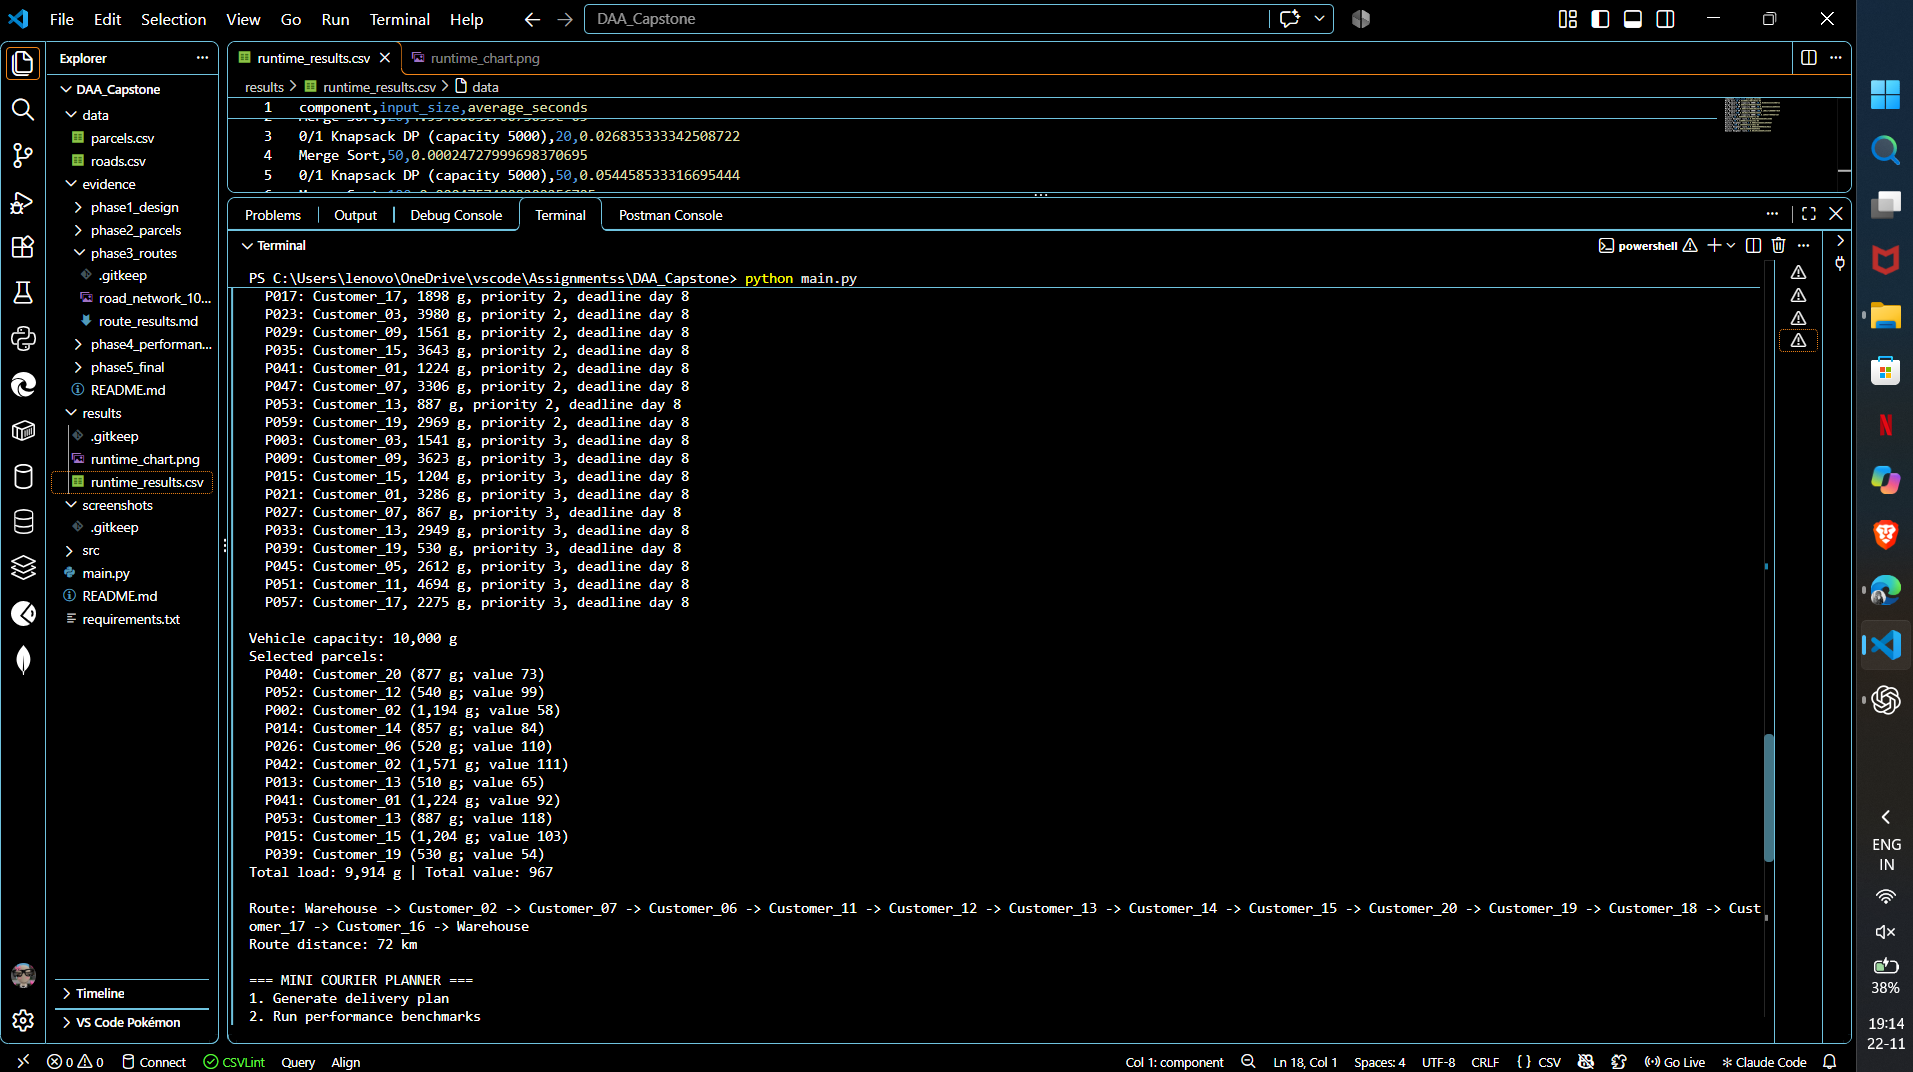 File Edit Selection View Go Run Terminal Help
DAA_Capstone
Explorer
DAA_Capstone
data
parcels.csv
roads.csv
evidence
phase1_design
phase2_parcels
phase3_routes
.gitkeep
road_network_10...
route_results.md
phase4_performan...
phase5_final
README.md
results
.gitkeep
runtime_chart.png
runtime_results.csv
screenshots
.gitkeep
src
main.py
README.md
requirements.txt
Timeline
VS Code Pokémon
runtime_results.csv
runtime_chart.png
results > runtime_results.csv > data
1 component,input_size,average_seconds
3 0/1 Knapsack DP (capacity 5000),20,0.026835333342508722
4 Merge Sort,50,0.00024727999698370695
5 0/1 Knapsack DP (capacity 5000),50,0.054458533316695444
Problems Output Debug Console Terminal Postman Console
Terminal
powershell
PS C:\Users\lenovo\OneDrive\vscode\Assignmentss\DAA_Capstone> python main.py
P017: Customer_17, 1898 g, priority 2, deadline day 8
P023: Customer_03, 3980 g, priority 2, deadline day 8
P029: Customer_09, 1561 g, priority 2, deadline day 8
P035: Customer_15, 3643 g, priority 2, deadline day 8
P041: Customer_01, 1224 g, priority 2, deadline day 8
P047: Customer_07, 3306 g, priority 2, deadline day 8
P053: Customer_13, 887 g, priority 2, deadline day 8
P059: Customer_19, 2969 g, priority 2, deadline day 8
P003: Customer_03, 1541 g, priority 3, deadline day 8
P009: Customer_09, 3623 g, priority 3, deadline day 8
P015: Customer_15, 1204 g, priority 3, deadline day 8
P021: Customer_01, 3286 g, priority 3, deadline day 8
P027: Customer_07, 867 g, priority 3, deadline day 8
P033: Customer_13, 2949 g, priority 3, deadline day 8
P039: Customer_19, 530 g, priority 3, deadline day 8
P045: Customer_05, 2612 g, priority 3, deadline day 8
P051: Customer_11, 4694 g, priority 3, deadline day 8
P057: Customer_17, 2275 g, priority 3, deadline day 8
Vehicle capacity: 10,000 g
Selected parcels:
P040: Customer_20 (877 g; value 73)
P052: Customer_12 (540 g; value 99)
P002: Customer_02 (1,194 g; value 58)
P014: Customer_14 (857 g; value 84)
P026: Customer_06 (520 g; value 110)
P042: Customer_02 (1,571 g; value 111)
P013: Customer_13 (510 g; value 65)
P041: Customer_01 (1,224 g; value 92)
P053: Customer_13 (887 g; value 118)
P015: Customer_15 (1,204 g; value 103)
P039: Customer_19 (530 g; value 54)
Total load: 9,914 g | Total value: 967
Route: Warehouse -> Customer_02 -> Customer_07 -> Customer_06 -> Customer_11 -> Customer_12 -> Customer_13 -> Customer_14 -> Customer_15 -> Customer_20 -> Customer_19 -> Customer_18 -> Cust
omer_17 -> Customer_16 -> Warehouse
Route distance: 72 km
=== MINI COURIER PLANNER ===
1. Generate delivery plan
2. Run performance benchmarks
0 0 Connect CSVLint Query Align
Col 1: component Ln 18, Col 1 Spaces: 4 UTF-8 CRLF { } CSV Go Live Claude Code
ENG
IN
38%
19:14
22-11